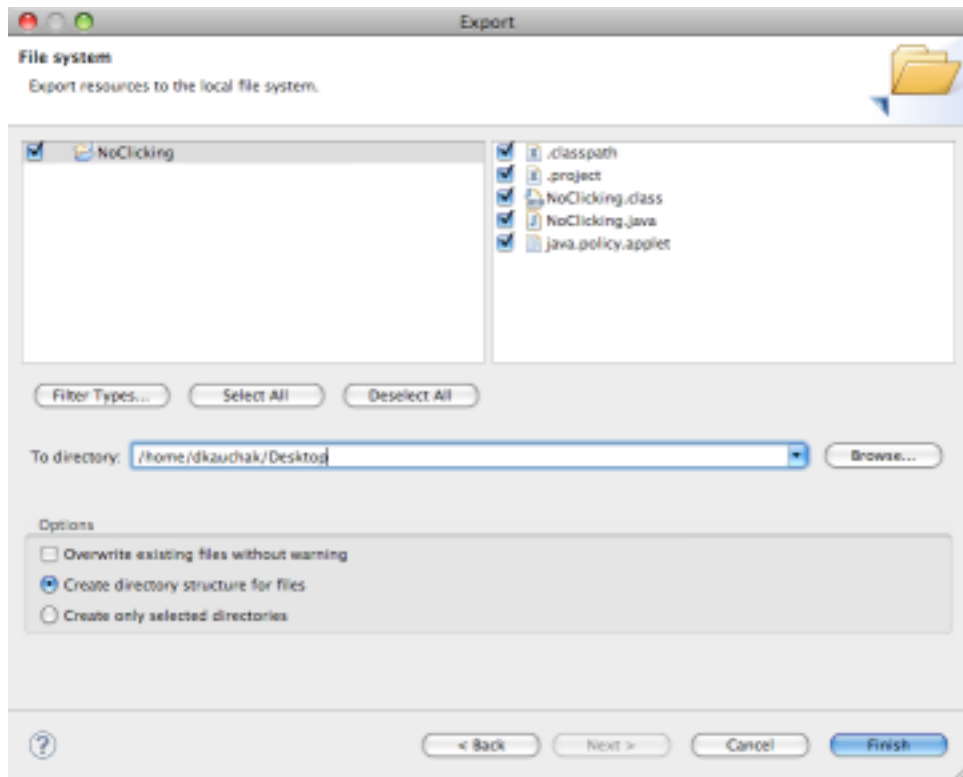 Export
File system
Export resources to the local file system.
NoClicking
.classpath
.project
NoClicking.class
NoClicking.java
java.policy.applet
Filter Types... Select All Deselect All
To directory: /home/dkauchak/Desktop Browse...
Options
Overwrite existing files without warning
Create directory structure for files
Create only selected directories
? < Back Next > Cancel Finish